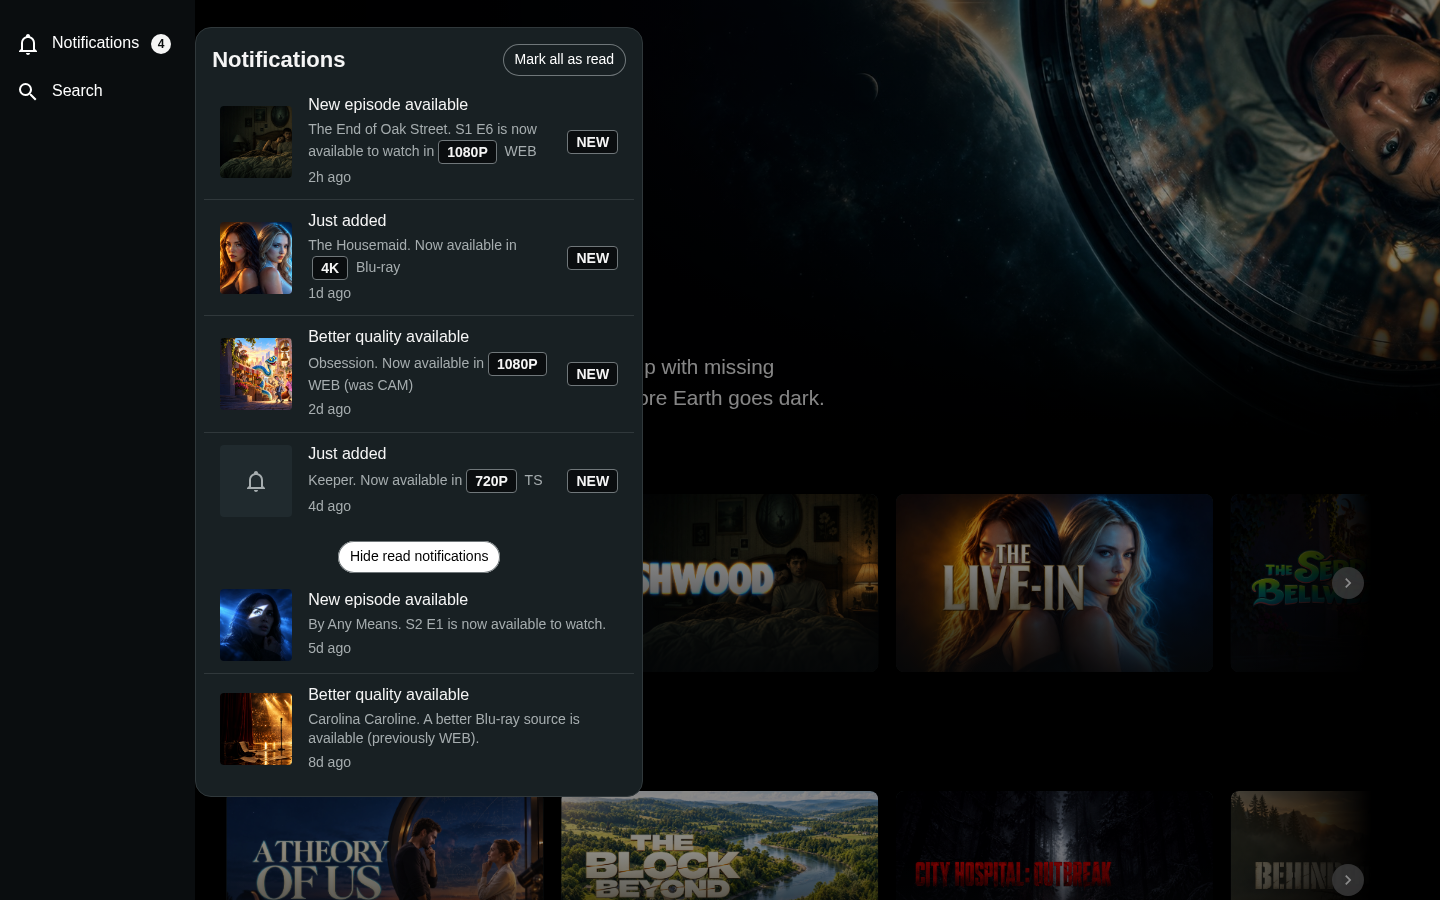 Notifications 4
Search
Notifications
Mark all as read
New episode available
The End of Oak Street. S1 E6 is now
available to watch in 1080P WEB
2h ago
NEW
Just added
The Housemaid. Now available in
4K Blu-ray
1d ago
NEW
Better quality available
Obsession. Now available in 1080P
WEB (was CAM)
2d ago
NEW
Just added
Keeper. Now available in 720P TS
4d ago
NEW
Hide read notifications
New episode available
By Any Means. S2 E1 is now available to watch.
5d ago
Better quality available
Carolina Caroline. A better Blu-ray source is
available (previously WEB).
8d ago
p with missing
ore Earth goes dark.
SHWOOD
THE
LIVE-IN
THE
A THEORY
OF US
THE
BLOCK
BEYOND
CITY HOSPITAL: OUTBREAK
BEHIN